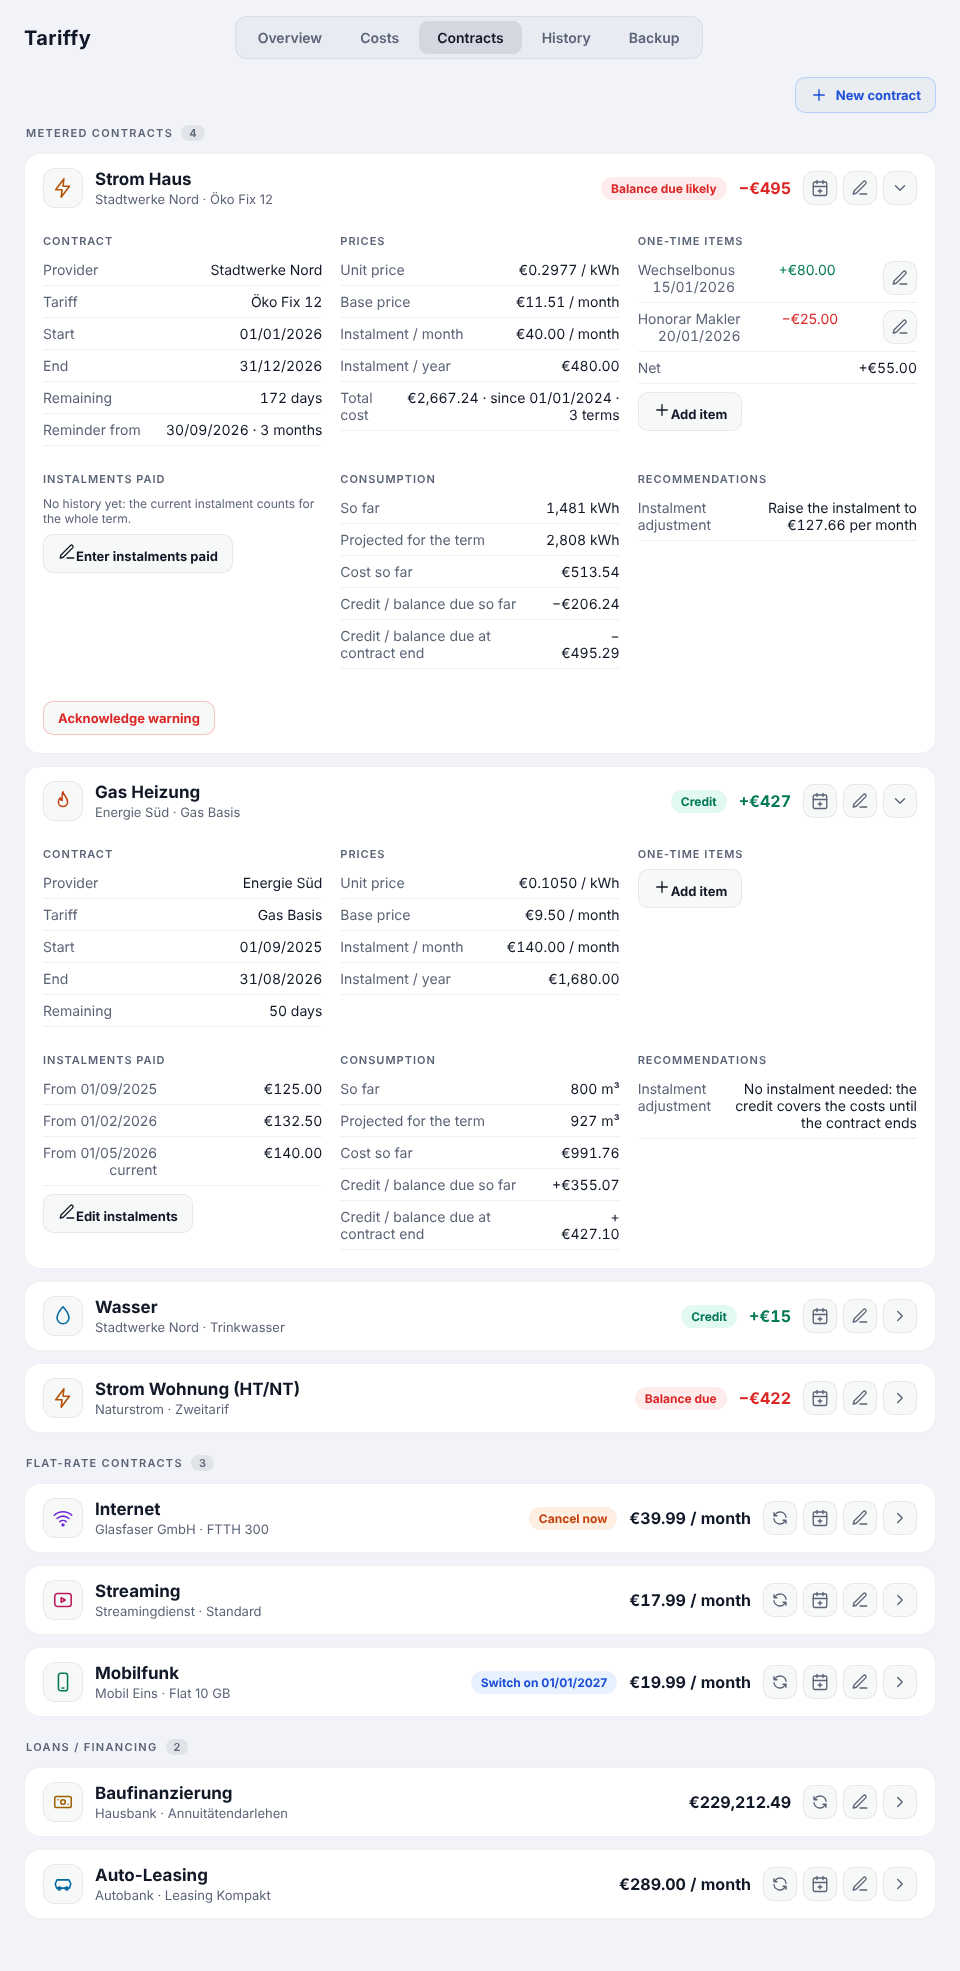 Tariffy
Overview
Costs
Contracts
History
Backup
New contract
METERED CONTRACTS 4
Strom Haus
Stadtwerke Nord · Öko Fix 12
Balance due likely
−€495
CONTRACT
Provider Stadtwerke Nord
Tariff Öko Fix 12
Start 01/01/2026
End 31/12/2026
Remaining 172 days
Reminder from 30/09/2026 · 3 months
PRICES
Unit price €0.2977 / kWh
Base price €11.51 / month
Instalment / month €40.00 / month
Instalment / year €480.00
Total cost €2,667.24 · since 01/01/2024 ·
3 terms
ONE-TIME ITEMS
Wechselbonus +€80.00
15/01/2026
Honorar Makler −€25.00
20/01/2026
Net +€55.00
Add item
INSTALMENTS PAID
No history yet: the current instalment counts for
the whole term.
Enter instalments paid
CONSUMPTION
So far 1,481 kWh
Projected for the term 2,808 kWh
Cost so far €513.54
Credit / balance due so far −€206.24
Credit / balance due at −
contract end €495.29
RECOMMENDATIONS
Instalment Raise the instalment to
adjustment €127.66 per month
Acknowledge warning
Gas Heizung
Energie Süd · Gas Basis
Credit
+€427
CONTRACT
Provider Energie Süd
Tariff Gas Basis
Start 01/09/2025
End 31/08/2026
Remaining 50 days
PRICES
Unit price €0.1050 / kWh
Base price €9.50 / month
Instalment / month €140.00 / month
Instalment / year €1,680.00
ONE-TIME ITEMS
Add item
INSTALMENTS PAID
From 01/09/2025 €125.00
From 01/02/2026 €132.50
From 01/05/2026 €140.00
current
Edit instalments
CONSUMPTION
So far 800 m³
Projected for the term 927 m³
Cost so far €991.76
Credit / balance due so far +€355.07
Credit / balance due at +
contract end €427.10
RECOMMENDATIONS
Instalment No instalment needed: the
adjustment credit covers the costs until
the contract ends
Wasser
Stadtwerke Nord · Trinkwasser
Credit
+€15
Strom Wohnung (HT/NT)
Naturstrom · Zweitarif
Balance due
−€422
FLAT-RATE CONTRACTS 3
Internet
Glasfaser GmbH · FTTH 300
Cancel now
€39.99 / month
Streaming
Streamingdienst · Standard
€17.99 / month
Mobilfunk
Mobil Eins · Flat 10 GB
Switch on 01/01/2027
€19.99 / month
LOANS / FINANCING 2
Baufinanzierung
Hausbank · Annuitätendarlehen
€229,212.49
Auto-Leasing
Autobank · Leasing Kompakt
€289.00 / month